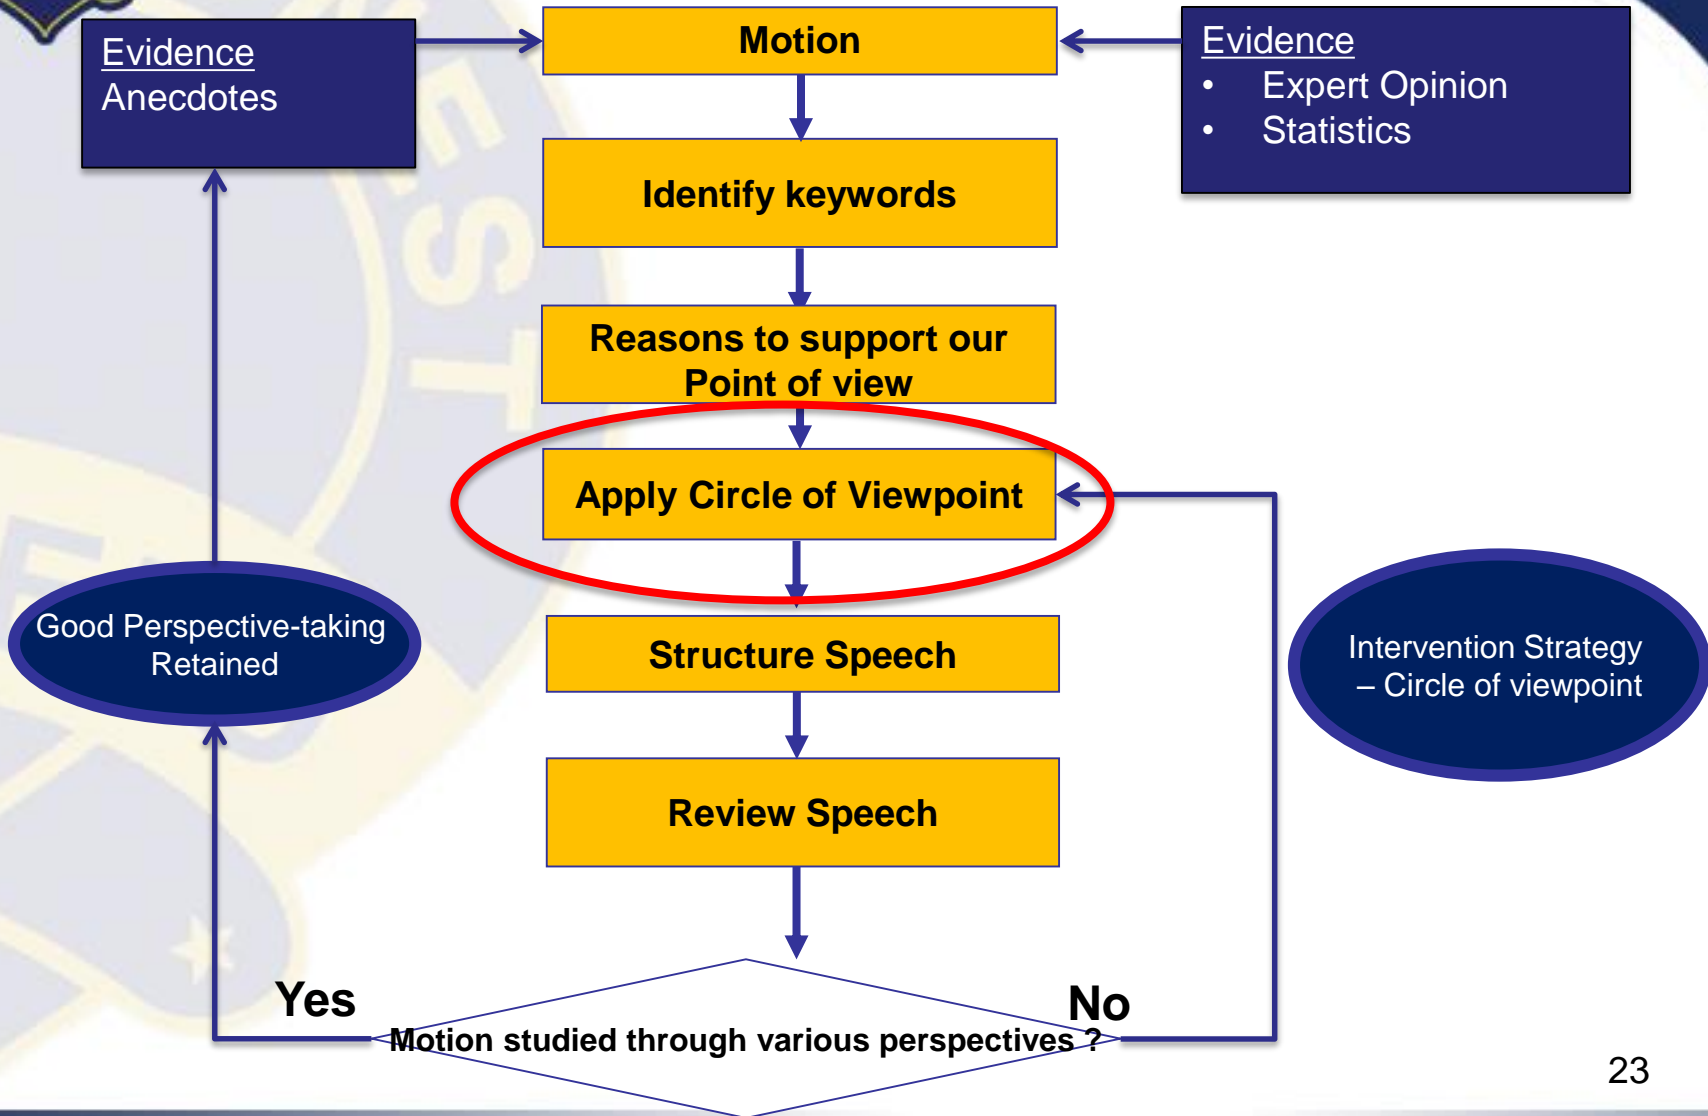 Evidence
Anecdotes
Motion
Evidence
• Expert Opinion
• Statistics
Identify keywords
Reasons to support our
Point of view
Apply Circle of Viewpoint
Good Perspective-taking
Retained
Structure Speech
Intervention Strategy
– Circle of viewpoint
Review Speech
Yes
No
Motion studied through various perspectives ?
23
EST